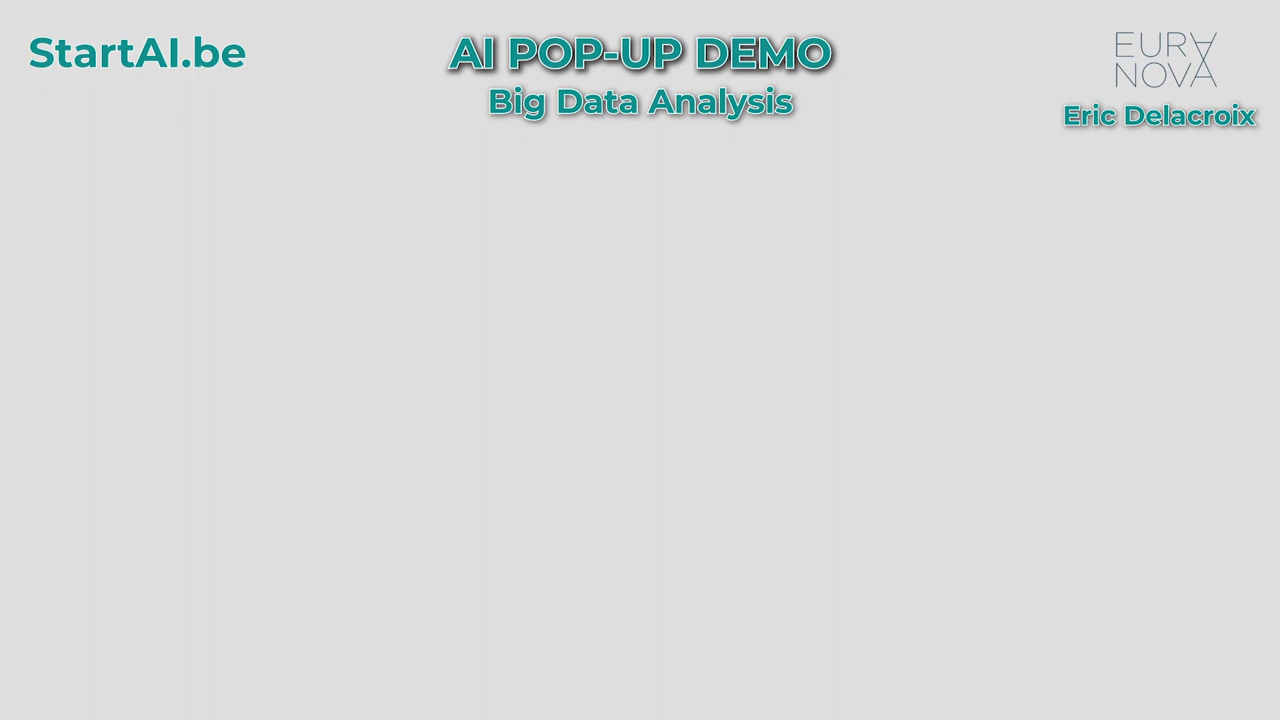 StartAI.be
AI POP-UP DEMO
Big Data Analysis
EURA
NOVA
Eric Delacroix